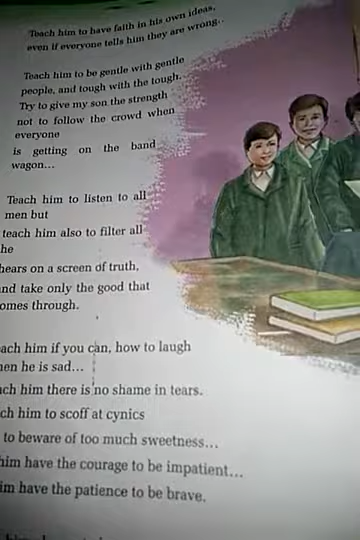 Teach him to have faith in his own ideas,
even if everyone tells him they are wrong..
Teach him to be gentle with gentle
people, and tough with the tough.
Try to give my son the strength
not to follow the crowd when
everyone
is getting on the band
wagon...
Teach him to listen to all
men but
teach him also to filter all
he
hears on a screen of truth,
and take only the good that
omes through.
ach him if you can, how to laugh
hen he is sad...
ach him there is no shame in tears.
ch him to scoff at cynics
to beware of too much sweetness...
him have the courage to be impatient...
im have the patience to be brave.